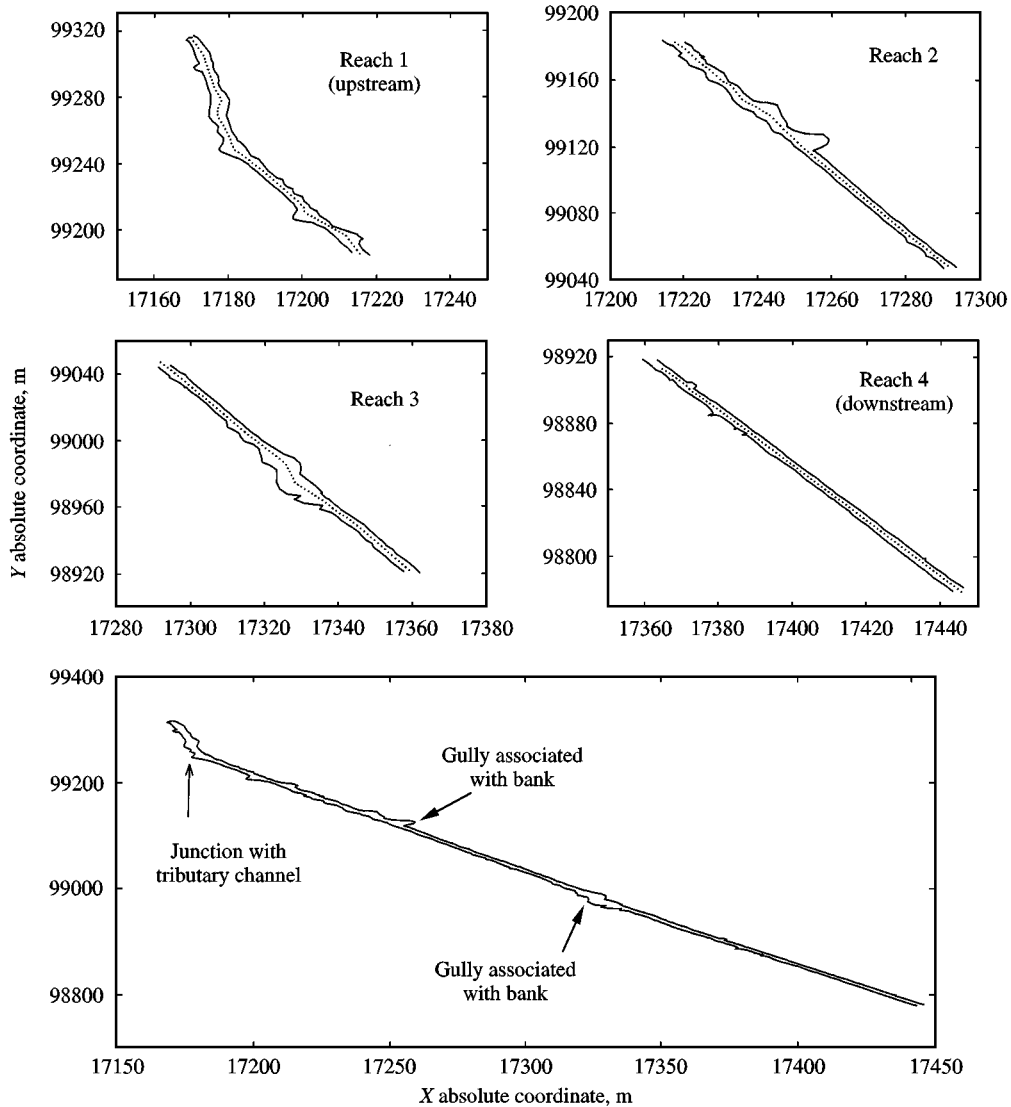 99320
99280
99240
99200
17160 17180 17200 17220 17240
Reach 1
(upstream)
99200
99160
99120
99080
99040
17200 17220 17240 17260 17280 17300
Reach 2
99040
99000
98960
98920
17280 17300 17320 17340 17360 17380
Reach 3
98920
98880
98840
98800
17360 17380 17400 17420 17440
Reach 4
(downstream)
Y absolute coordinate, m
99400
99200
99000
98800
17150 17200 17250 17300 17350 17400 17450
Gully associated
with bank
Junction with
tributary channel
Gully associated
with bank
X absolute coordinate, m